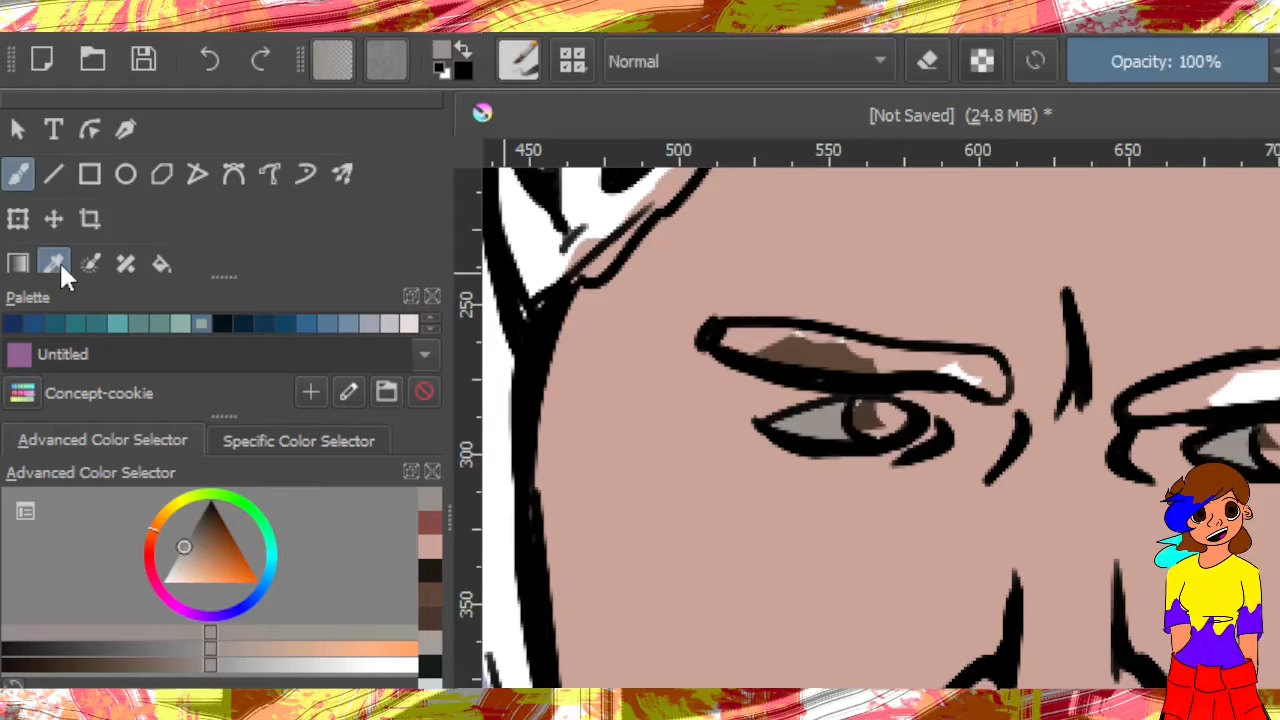 Normal
Opacity: 100%
[Not Saved] (24.8 MiB) *
450 500 550 600 650 70
250
300
350
Palette
Untitled
Concept-cookie
Advanced Color Selector
Specific Color Selector
Advanced Color Selector